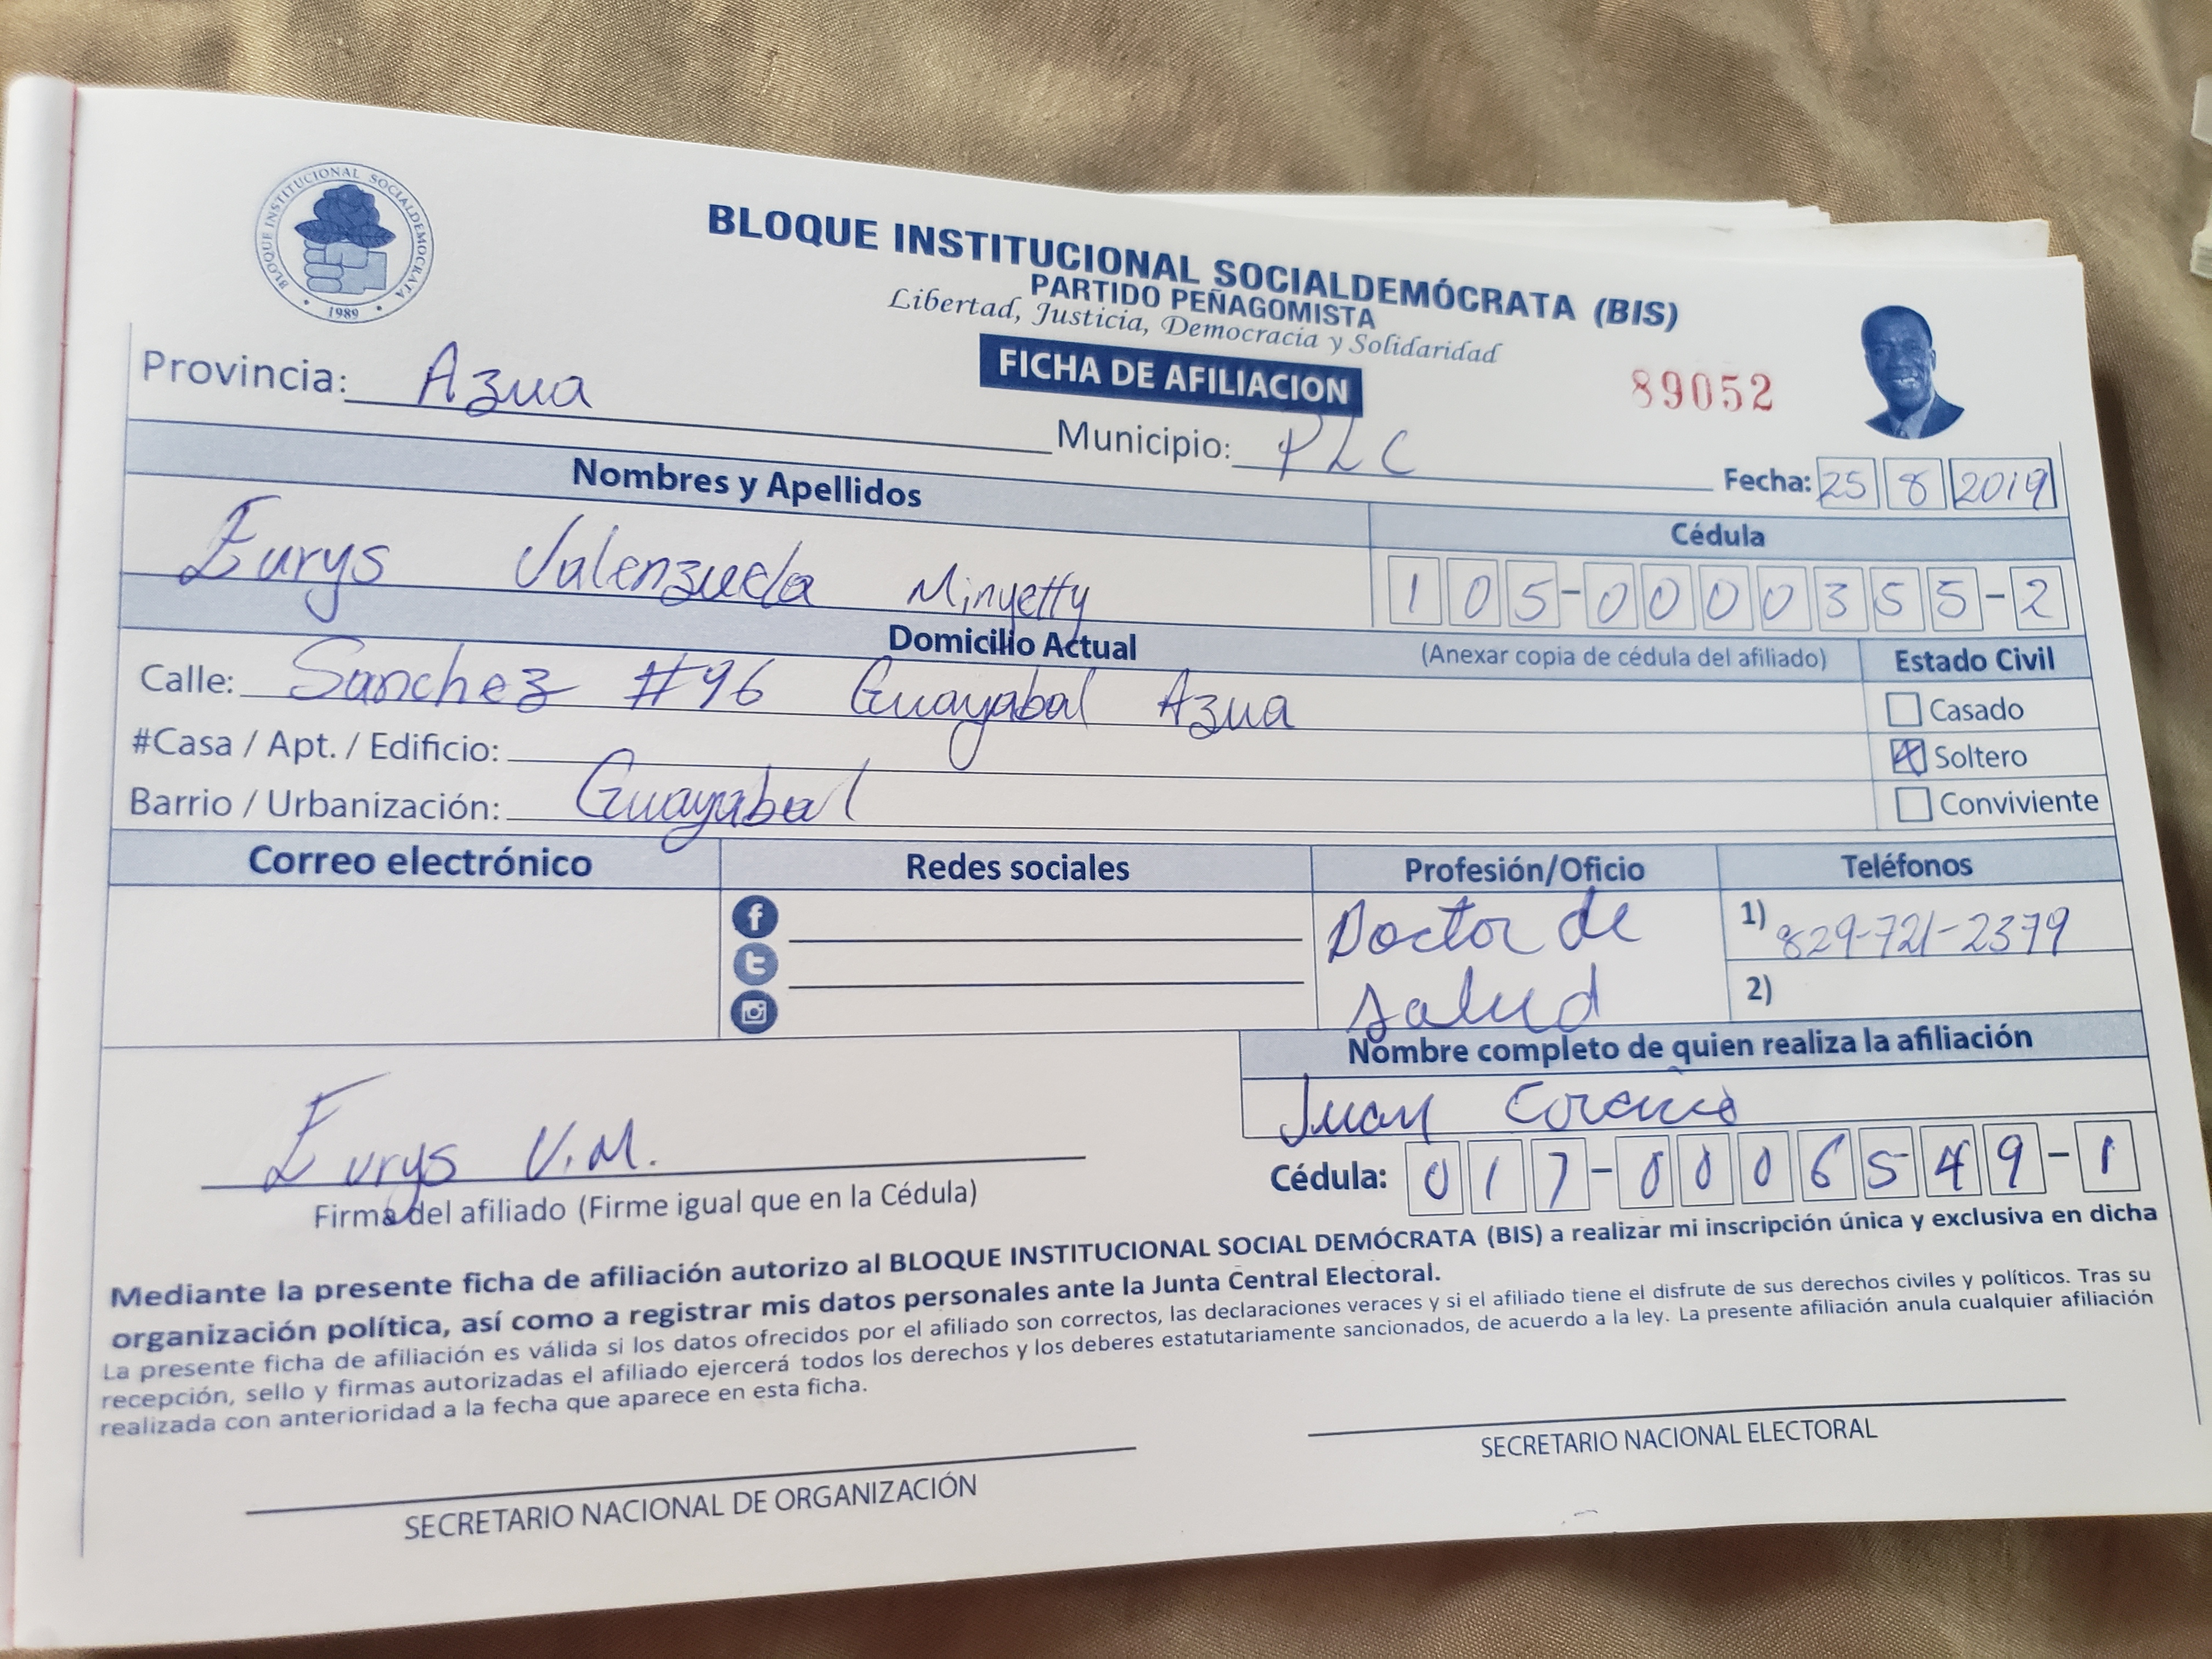 BLOQUE INSTITUCIONAL SOCIALDEMOCRATA
1989
BLOQUE INSTITUCIONAL SOCIALDEMÓCRATA (BIS)
PARTIDO PEÑAGOMISTA
Libertad, Justicia, Democracia y Solidaridad
FICHA DE AFILIACION
89052
Provincia: Azua
Municipio: PLC
Fecha: 25 8 2019
Nombres y Apellidos
Cédula
Eurys Valenzuela Minyetty
105-0000355-2
Domicilio Actual
(Anexar copia de cédula del afiliado)
Estado Civil
Calle: Sanchez #96 Guayabal Azua
Casado
#Casa / Apt. / Edificio:
Soltero
Barrio / Urbanización: Guayabal
Conviviente
Correo electrónico
Redes sociales
Profesión/Oficio
Teléfonos
Doctor de
salud
1) 829-721-2379
2)
Nombre completo de quien realiza la afiliación
Juan
Cédula: 017-0006549-1
Eurys V.M.
Firma del afiliado (Firme igual que en la Cédula)
Mediante la presente ficha de afiliación autorizo al BLOQUE INSTITUCIONAL SOCIAL DEMÓCRATA (BIS) a realizar mi inscripción única y exclusiva en dicha
organización política, así como a registrar mis datos personales ante la Junta Central Electoral.
La presente ficha de afiliación es válida si los datos ofrecidos por el afiliado son correctos, las declaraciones veraces y si el afiliado tiene el disfrute de sus derechos civiles y políticos. Tras su
recepción, sello y firmas autorizadas el afiliado ejercerá todos los derechos y los deberes estatutariamente sancionados, de acuerdo a la ley. La presente afiliación anula cualquier afiliación
realizada con anterioridad a la fecha que aparece en esta ficha.
SECRETARIO NACIONAL DE ORGANIZACIÓN
SECRETARIO NACIONAL ELECTORAL